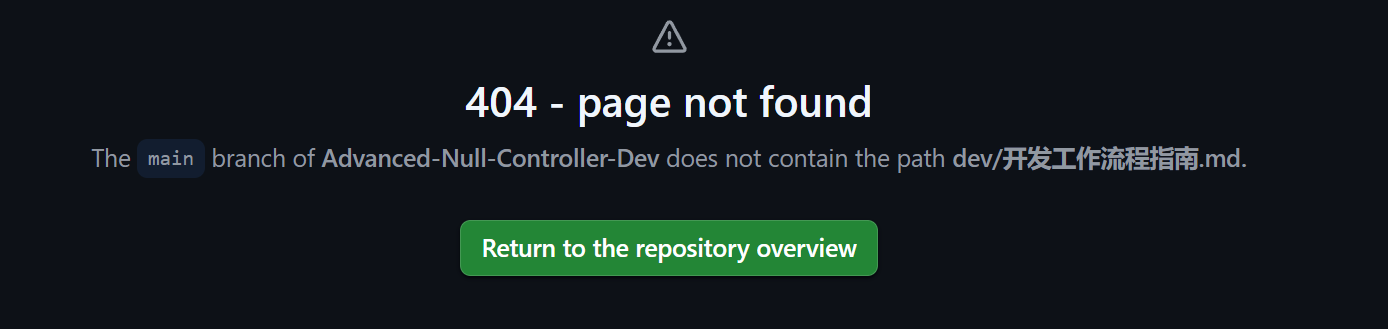 404 - page not found
The main branch of Advanced-Null-Controller-Dev does not contain the path dev/开发工作流程指南.md.
Return to the repository overview